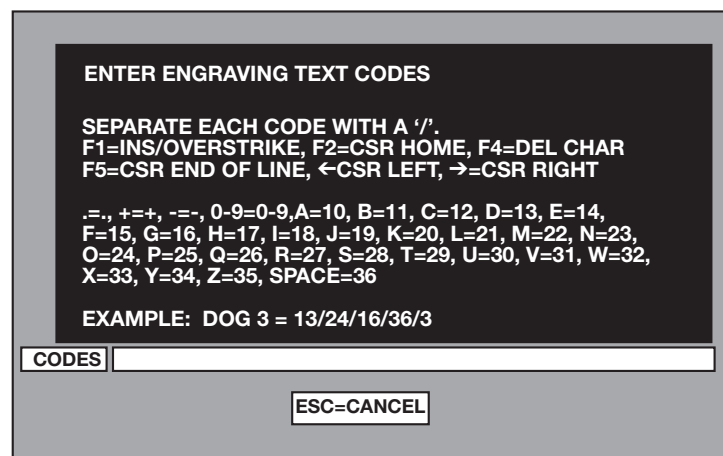 ENTER ENGRAVING TEXT CODES
SEPARATE EACH CODE WITH A ‘/’.
F1=INS/OVERSTRIKE, F2=CSR HOME, F4=DEL CHAR
F5=CSR END OF LINE, ←CSR LEFT, →=CSR RIGHT
.=., +=+, -=-, 0-9=0-9,A=10, B=11, C=12, D=13, E=14,
F=15, G=16, H=17, I=18, J=19, K=20, L=21, M=22, N=23,
O=24, P=25, Q=26, R=27, S=28, T=29, U=30, V=31, W=32,
X=33, Y=34, Z=35, SPACE=36
EXAMPLE:  DOG 3 = 13/24/16/36/3
CODES
ESC=CANCEL